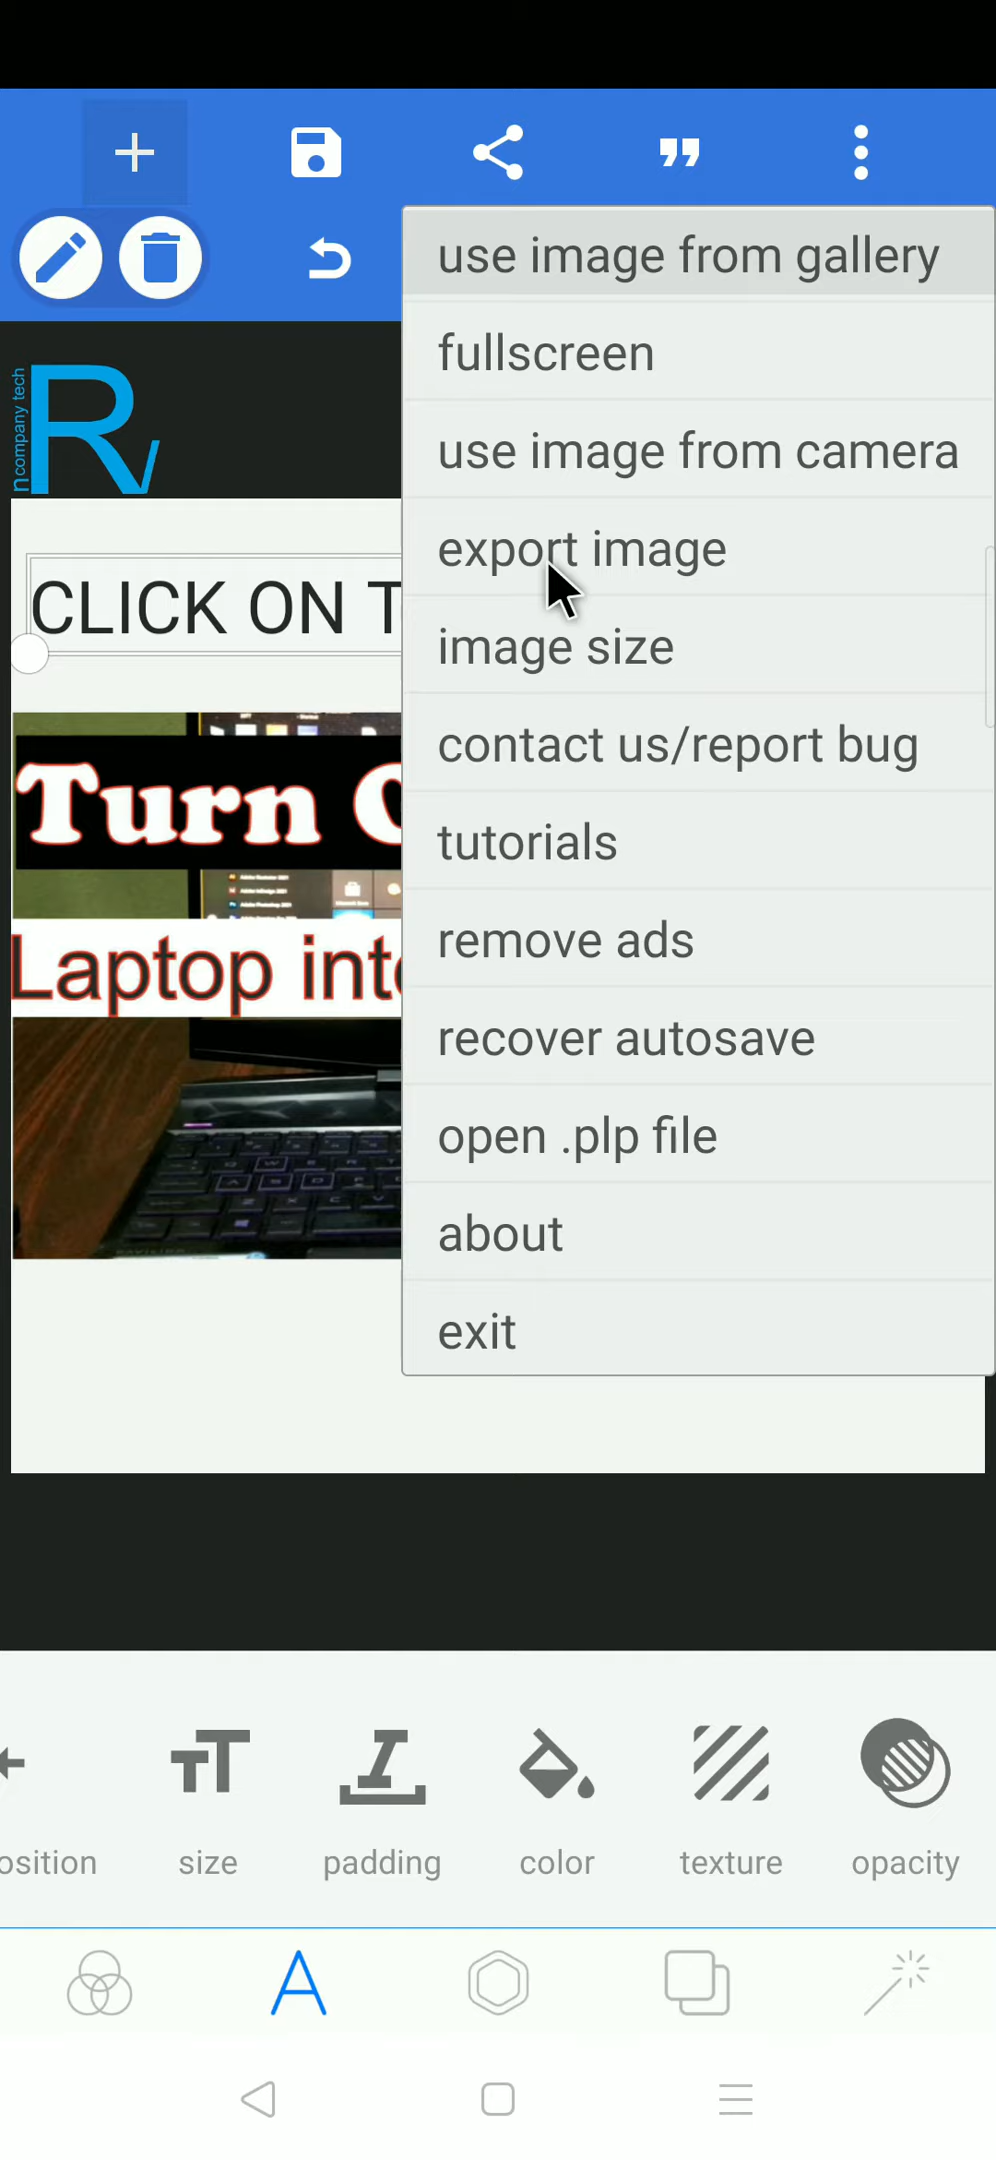 use image from gallery
fullscreen
use image from camera
export image
image size
contact us/report bug
tutorials
remove ads
recover autosave
open .plp file
about
exit
n company tech
R
CLICK ON T
Turn
Laptop int
osition
size
padding
color
texture
opacity